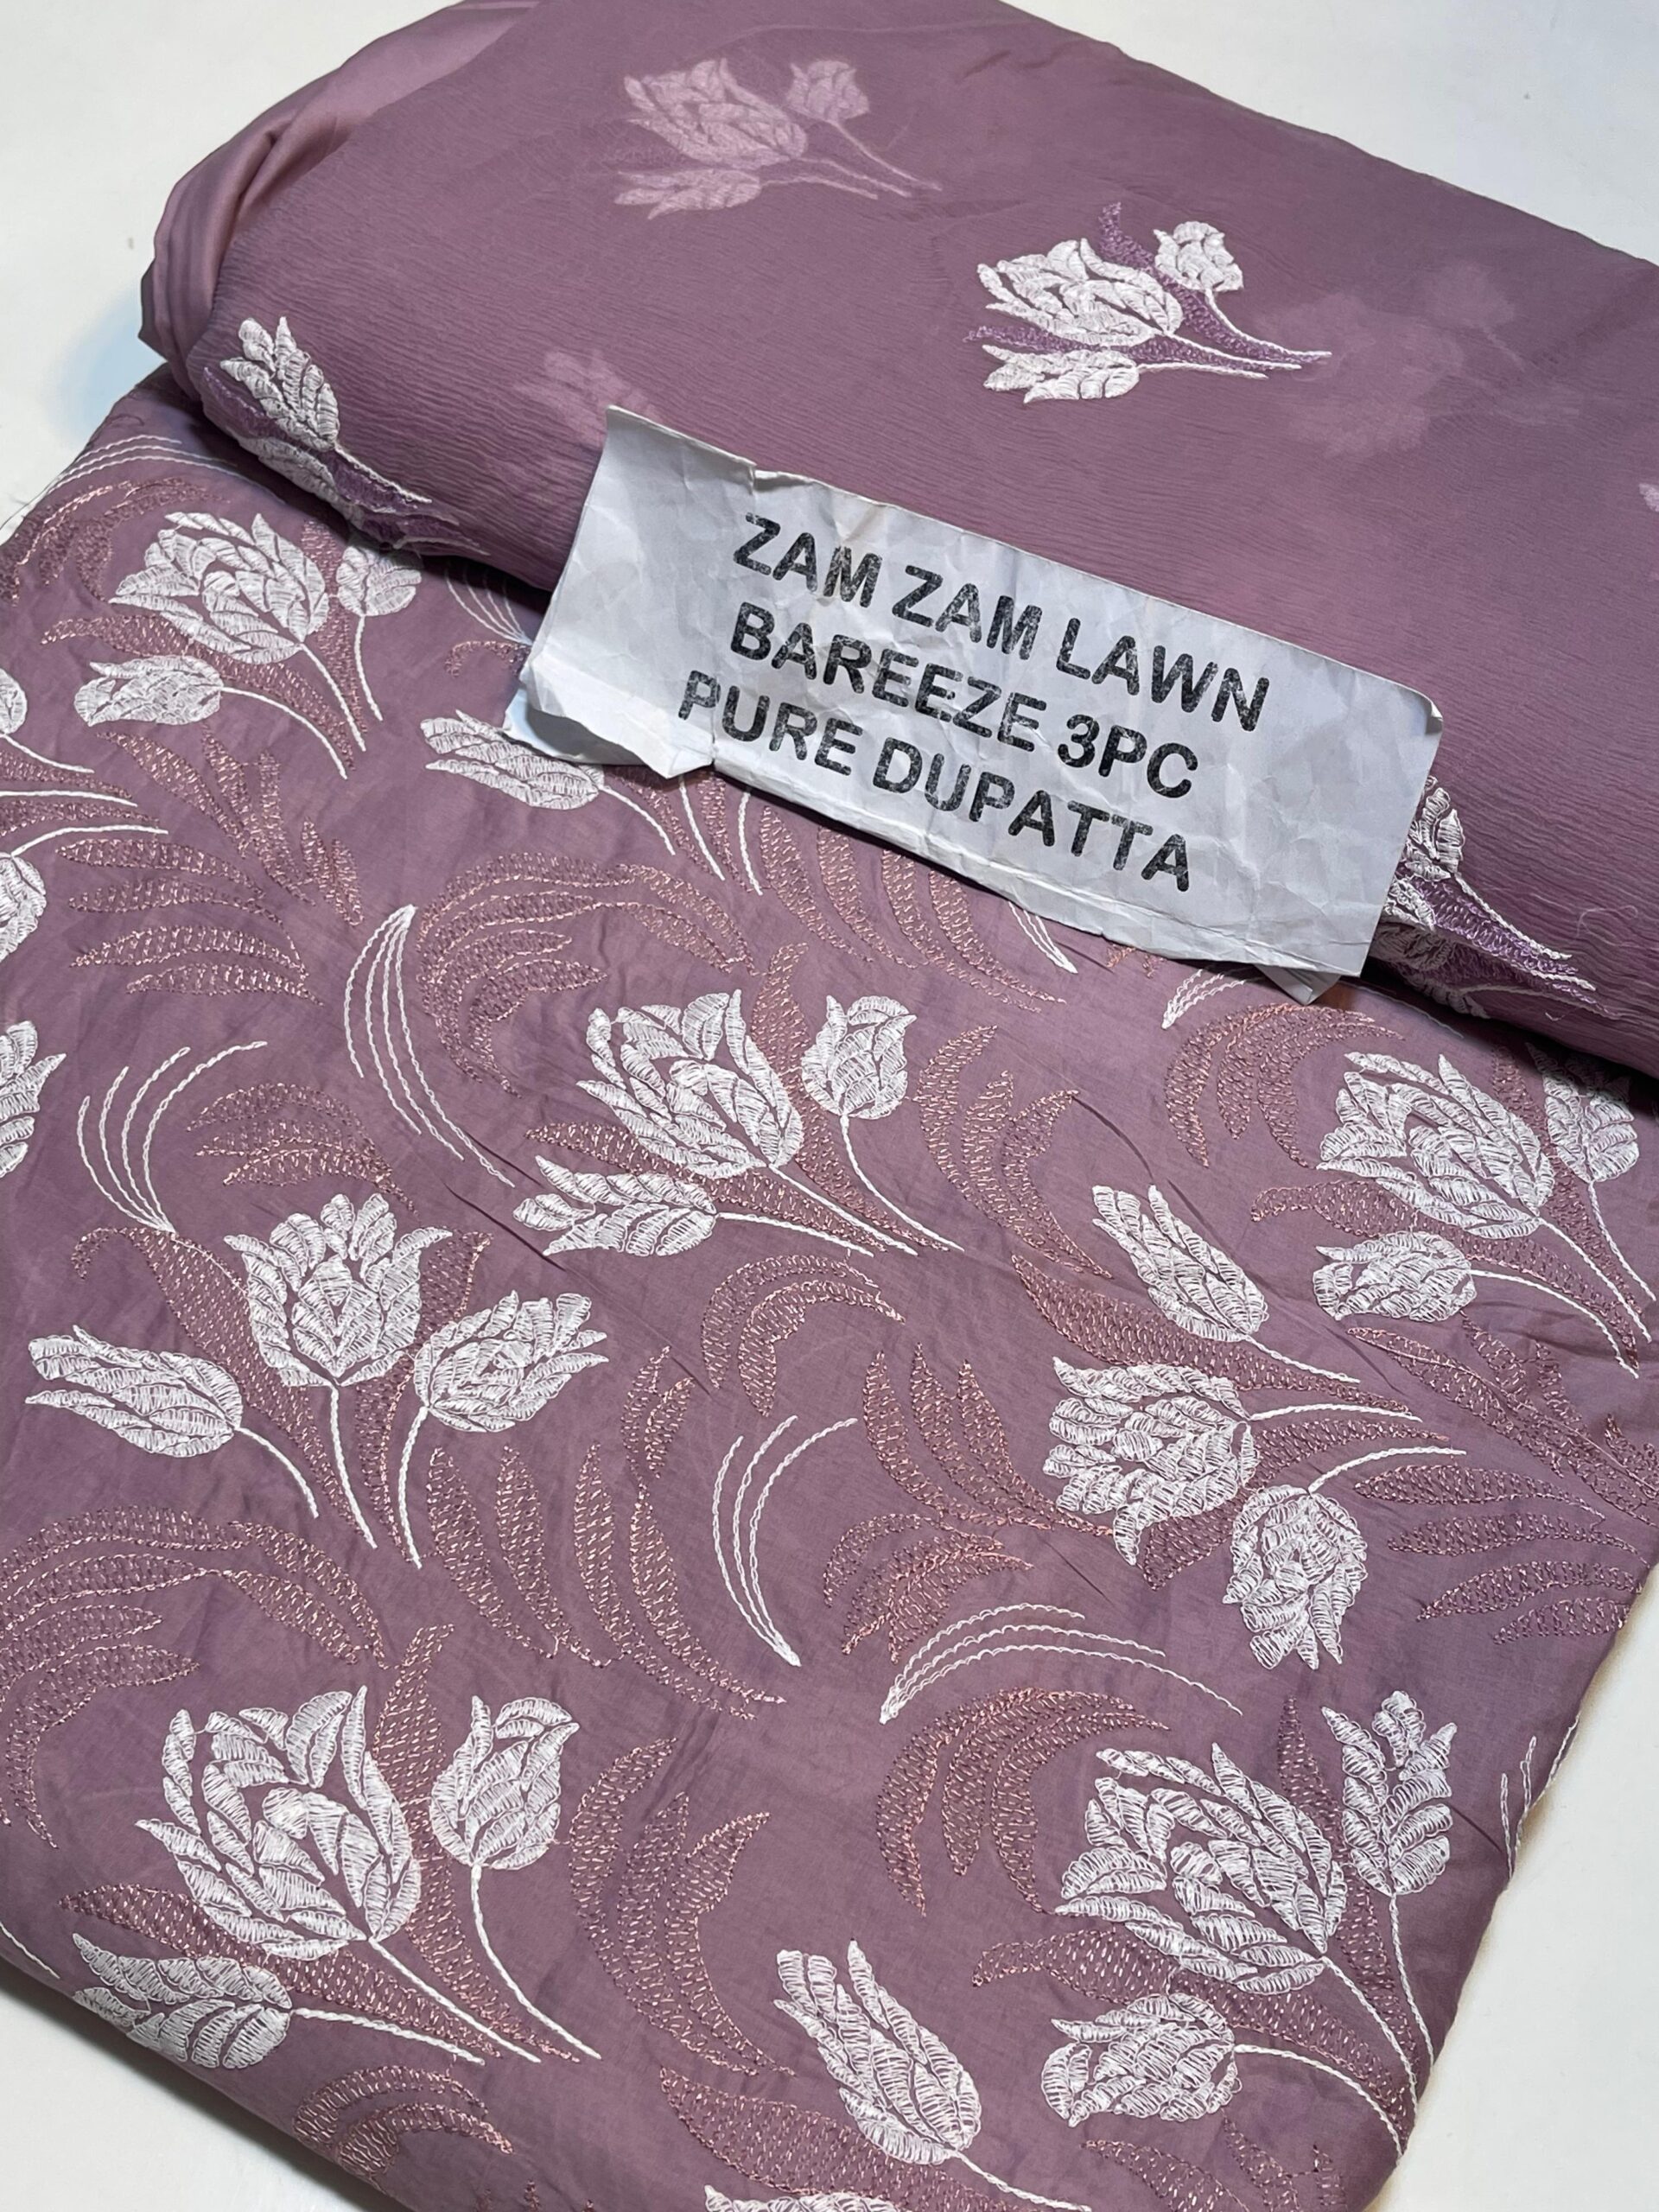 ZAM ZAM LAWN
BAREEZE 3PC
PURE DUPATTA